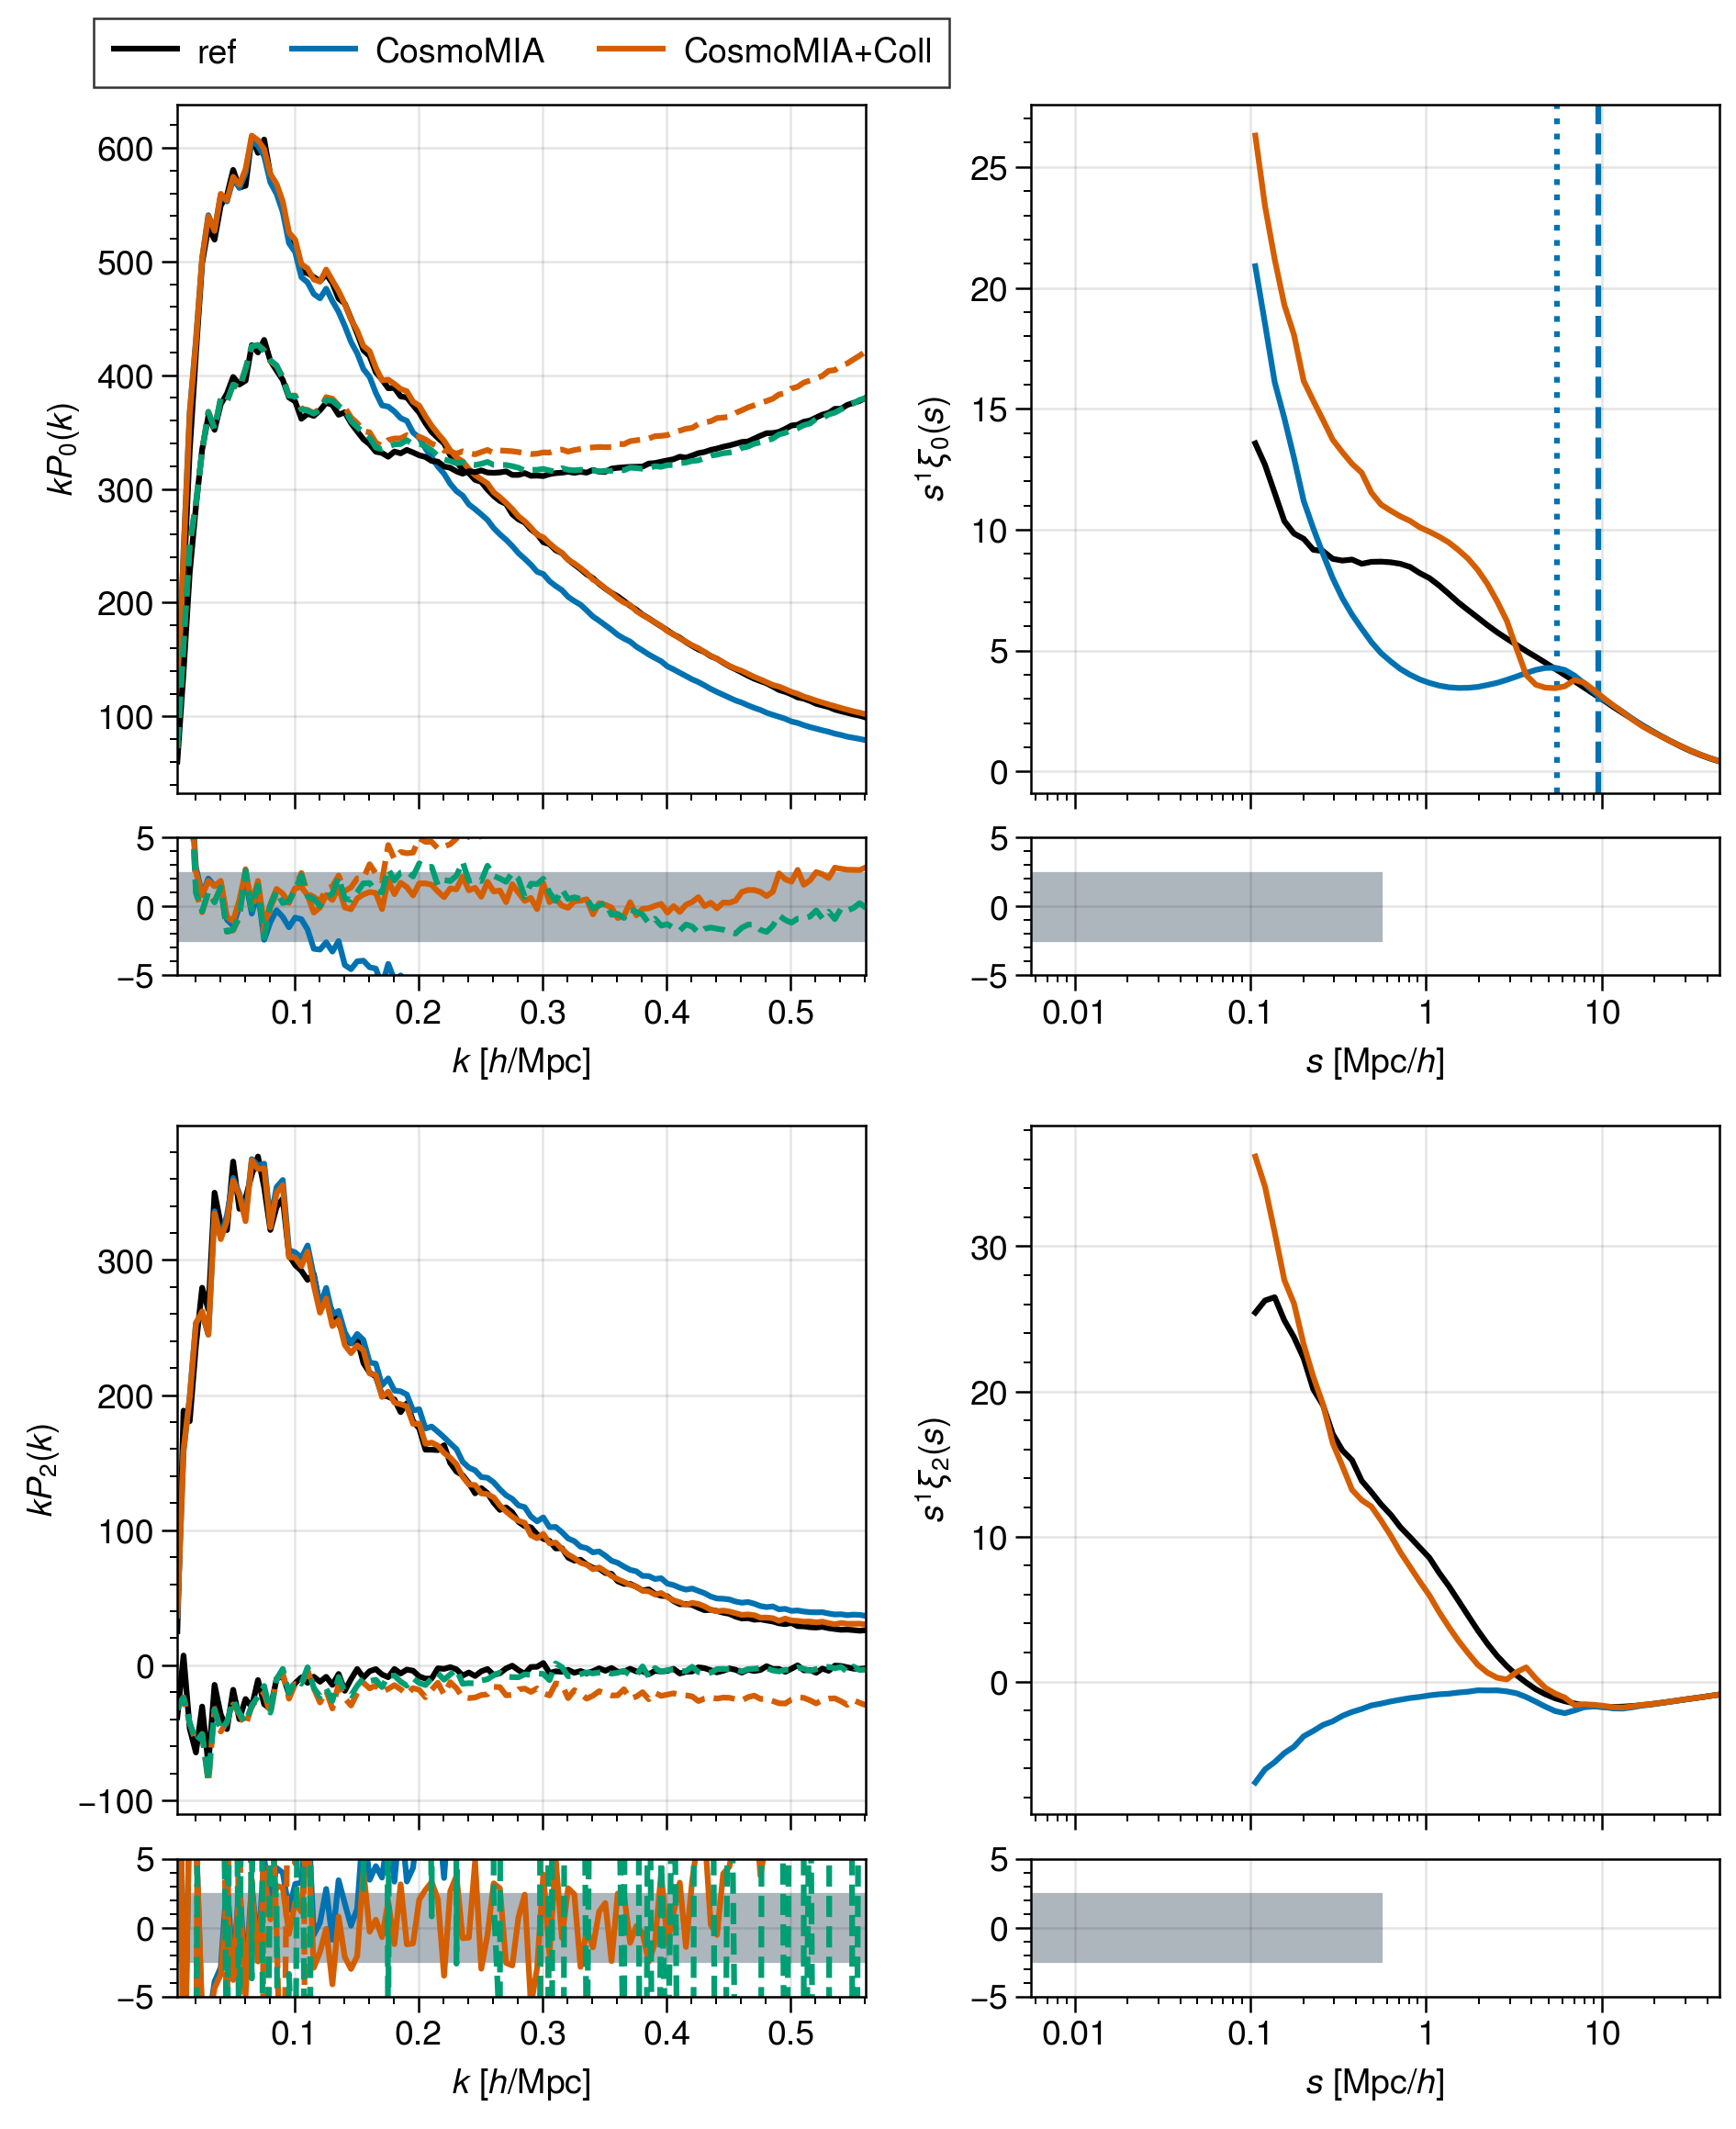 ref CosmoMIA CosmoMIA+Coll
600
500
400
300
200
100
kP₀(k)
25
20
15
10
5
0
s¹ξ₀(s)
5
0
−5
0.1 0.2 0.3 0.4 0.5
k [h/Mpc]
5
0
−5
0.01 0.1 1 10
s [Mpc/h]
300
200
100
0
−100
kP₂(k)
30
20
10
0
s¹ξ₂(s)
5
0
−5
0.1 0.2 0.3 0.4 0.5
k [h/Mpc]
5
0
−5
0.01 0.1 1 10
s [Mpc/h]